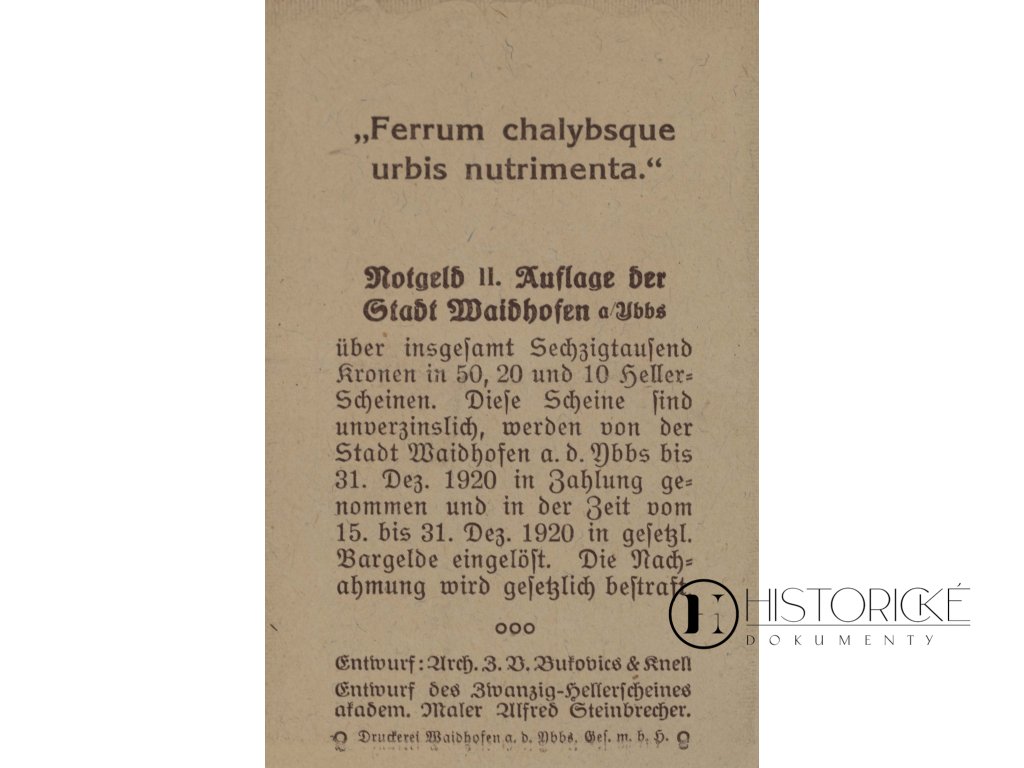 „Ferrum chalybsque
urbis nutrimenta.“
Notgeld II. Auflage der
Stadt Waidhofen a/Ybbs
über insgesamt Sechzigtausend
Kronen in 50, 20 und 10 Heller-
Scheinen. Diese Scheine sind
unverzinslich, werden von der
Stadt Waidhofen a. d. Ybbs bis
31. Dez. 1920 in Zahlung ge-
nommen und in der Zeit vom
15. bis 31. Dez. 1920 in gesetzl.
Bargelde eingelöst. Die Nach-
ahmung wird gesetzlich bestraft.
Entwurf: Arch. Z. V. Bukovics & Knell
Entwurf des Zwanzig-Hellerscheines
akadem. Maler Alfred Steinbrecher.
Druckerei Waidhofen a. d. Ybbs, Ges. m. b. H.
HISTORICKÉ
DOKUMENTY